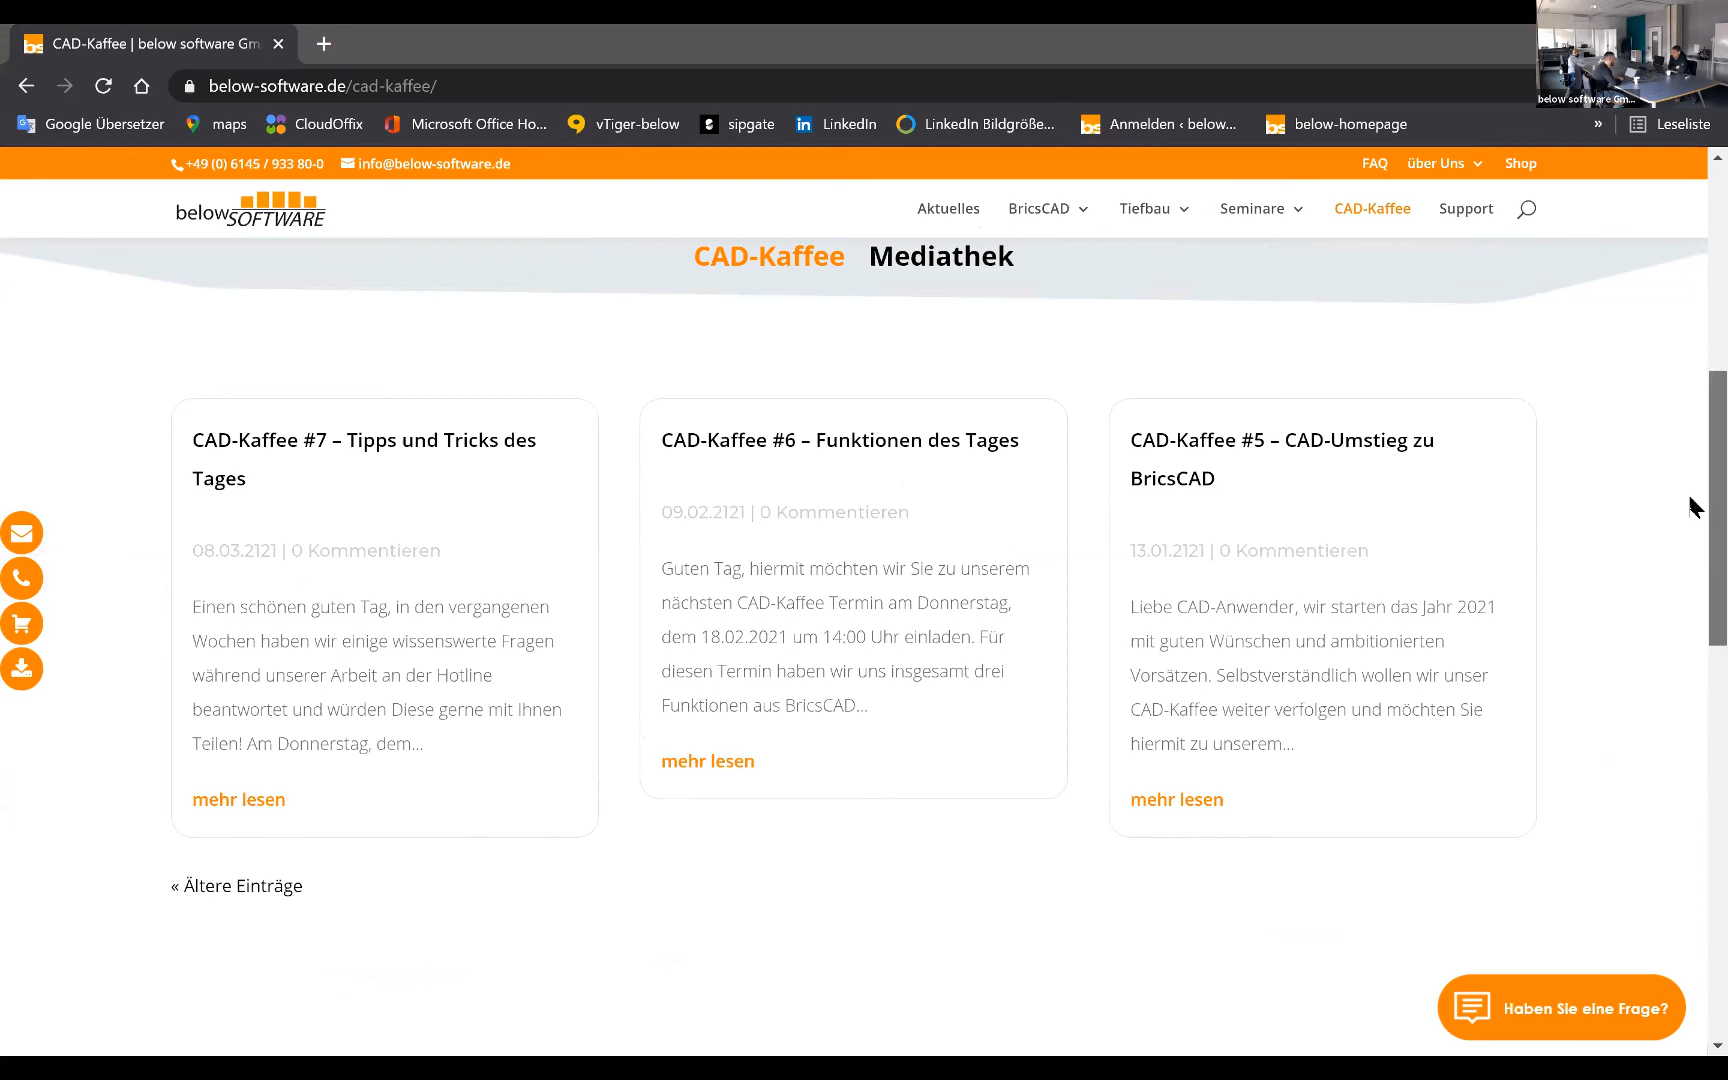 CAD-Kaffee | below software Gm
below-software.de/cad-kaffee/
below software Gm...
Google Übersetzer maps CloudOffix Microsoft Office Ho... vTiger-below sipgate LinkedIn LinkedIn Bildgröße... Anmelden ‹ below... below-homepage » Leseliste
+49 (0) 6145 / 933 80-0 info@below-software.de FAQ über Uns Shop
belowSOFTWARE Aktuelles BricsCAD Tiefbau Seminare CAD-Kaffee Support
CAD-Kaffee Mediathek
CAD-Kaffee #7 – Tipps und Tricks des
Tages
08.03.2121 | 0 Kommentieren
Einen schönen guten Tag, in den vergangenen
Wochen haben wir einige wissenswerte Fragen
während unserer Arbeit an der Hotline
beantwortet und würden Diese gerne mit Ihnen
Teilen! Am Donnerstag, dem...
mehr lesen
CAD-Kaffee #6 – Funktionen des Tages
09.02.2121 | 0 Kommentieren
Guten Tag, hiermit möchten wir Sie zu unserem
nächsten CAD-Kaffee Termin am Donnerstag,
dem 18.02.2021 um 14:00 Uhr einladen. Für
diesen Termin haben wir uns insgesamt drei
Funktionen aus BricsCAD...
mehr lesen
CAD-Kaffee #5 – CAD-Umstieg zu
BricsCAD
13.01.2121 | 0 Kommentieren
Liebe CAD-Anwender, wir starten das Jahr 2021
mit guten Wünschen und ambitionierten
Vorsätzen. Selbstverständlich wollen wir unser
CAD-Kaffee weiter verfolgen und möchten Sie
hiermit zu unserem...
mehr lesen
« Ältere Einträge
Haben Sie eine Frage?